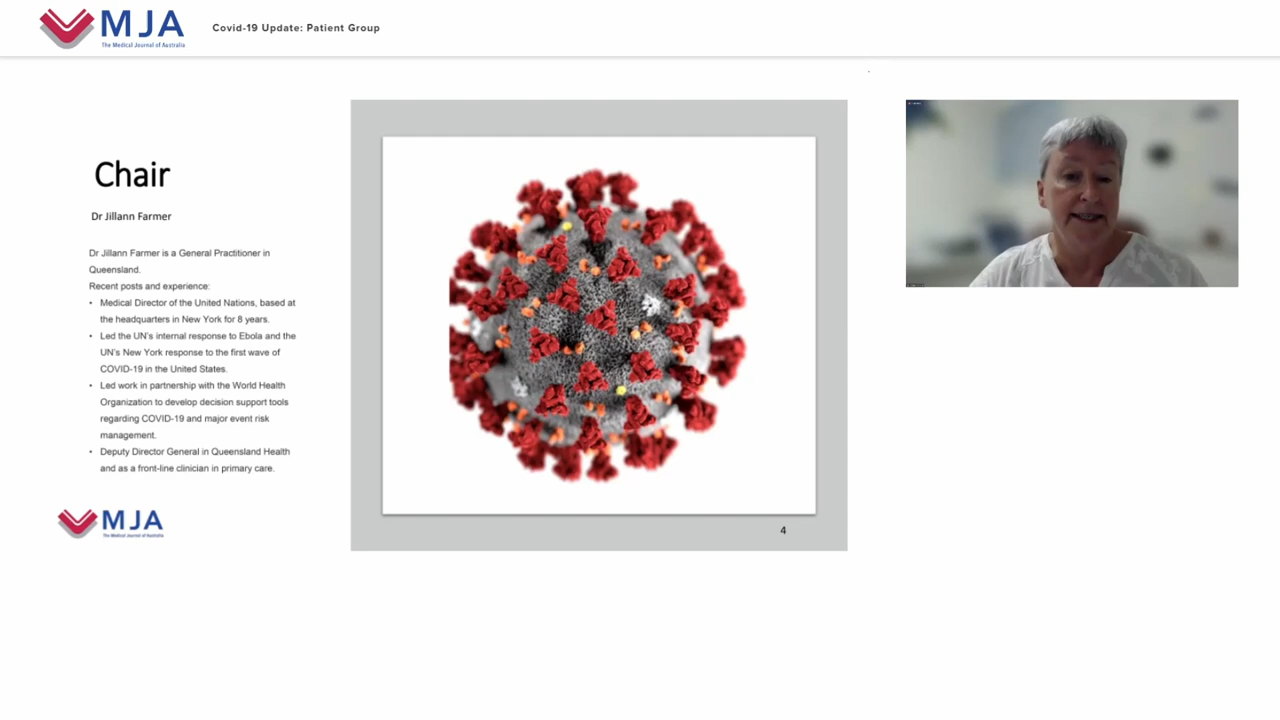 MJA
The Medical Journal of Australia
Covid-19 Update: Patient Group
Chair
Dr Jillann Farmer
Dr Jillann Farmer is a General Practitioner in
Queensland.
Recent posts and experience:
• Medical Director of the United Nations, based at
the headquarters in New York for 8 years.
• Led the UN's internal response to Ebola and the
UN's New York response to the first wave of
COVID-19 in the United States.
• Led work in partnership with the World Health
Organization to develop decision support tools
regarding COVID-19 and major event risk
management.
• Deputy Director General in Queensland Health
and as a front-line clinician in primary care.
MJA
The Medical Journal of Australia
4